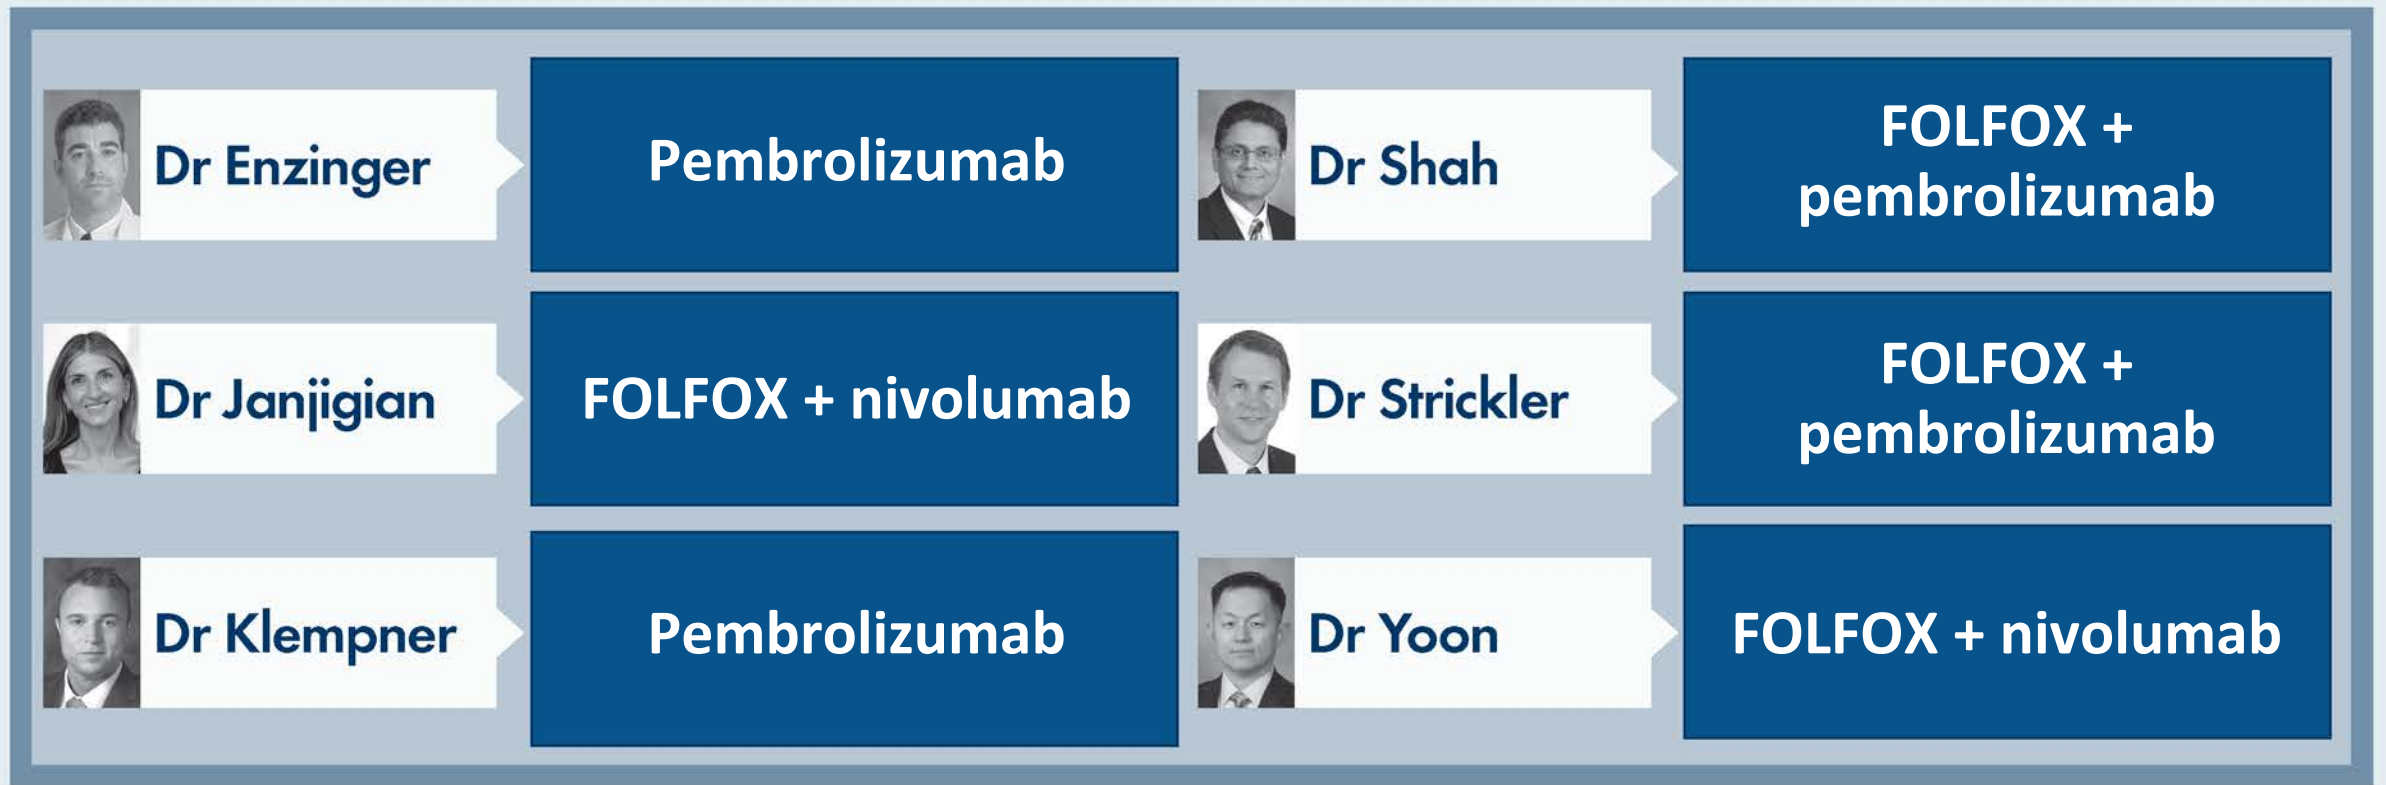 Dr Enzinger
Pembrolizumab
Dr Shah
FOLFOX +
pembrolizumab
Dr Janjigian
FOLFOX + nivolumab
Dr Strickler
FOLFOX +
pembrolizumab
Dr Klempner
Pembrolizumab
Dr Yoon
FOLFOX + nivolumab